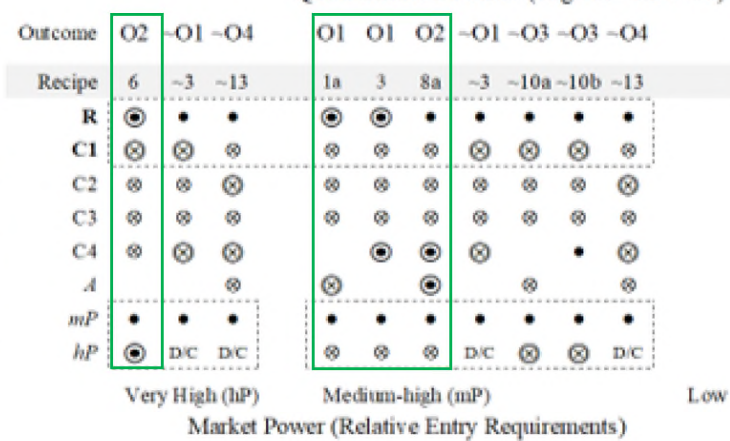 Outcome O2 ~O1 ~O4 O1 O1 O2 ~O1 ~O3 ~O3 ~O4
Recipe 6 ~3 ~13 1a 3 8a ~3 ~10a ~10b ~13
R
C1
C2
C3
C4
A
mP
hP D/C D/C D/C D/C
Very High (hP) Medium-high (mP) Low
Market Power (Relative Entry Requirements)